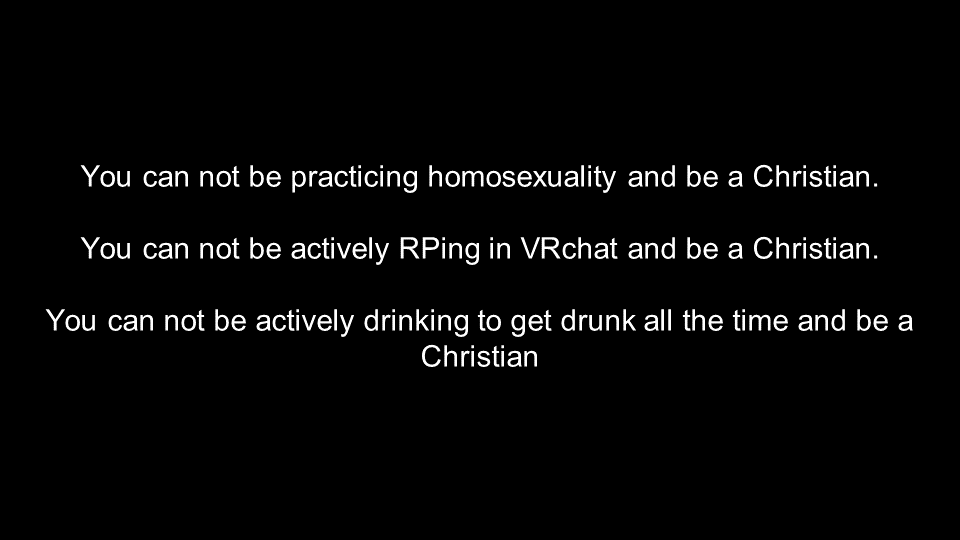 You can not be practicing homosexuality and be a Christian.
You can not be actively RPing in VRchat and be a Christian.
You can not be actively drinking to get drunk all the time and be a
Christian